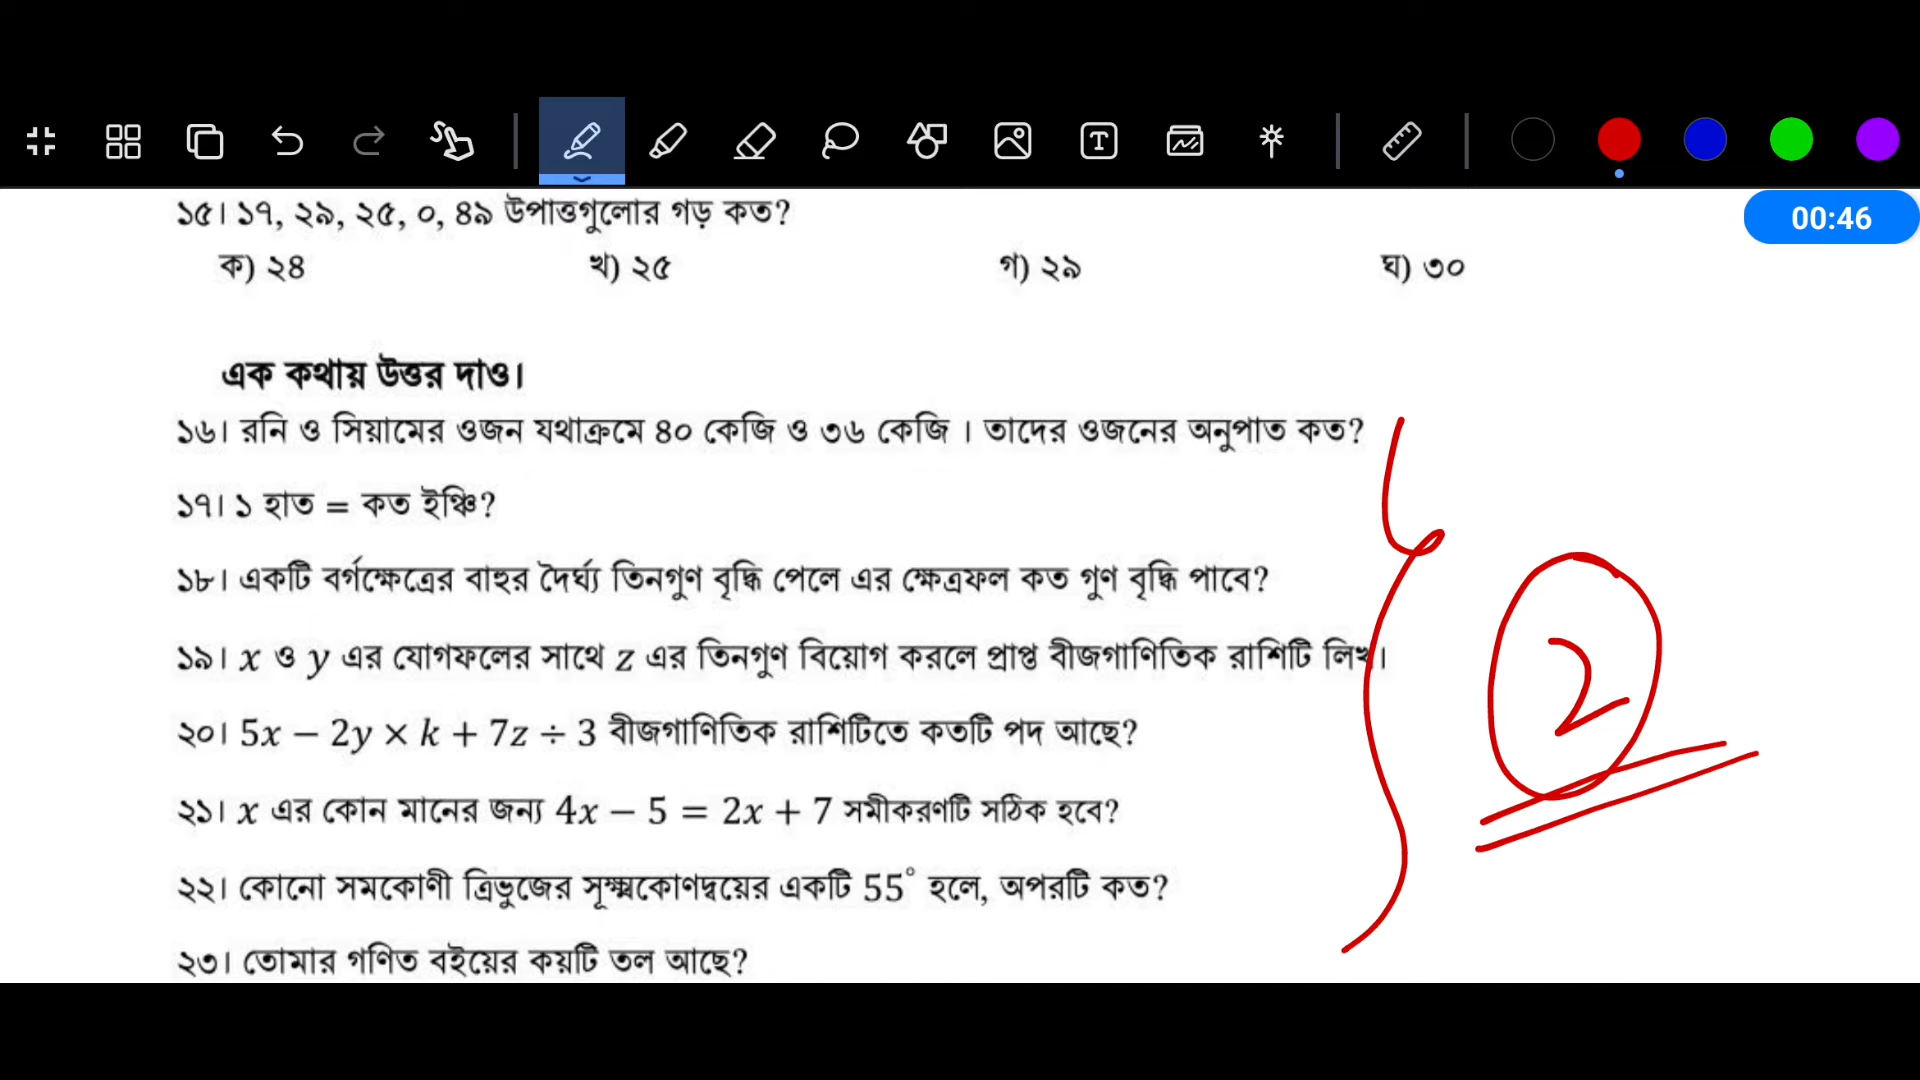 00:46
১৫। ১৭, ২৯, ২৫, ০, ৪৯ উপাত্তগুলোর গড় কত?
ক) ২৪ খ) ২৫ গ) ২৯ ঘ) ৩০
এক কথায় উত্তর দাও।
১৬। রনি ও সিয়ামের ওজন যথাক্রমে ৪০ কেজি ও ৩৬ কেজি । তাদের ওজনের অনুপাত কত?
১৭। ১ হাত = কত ইঞ্চি?
১৮। একটি বর্গক্ষেত্রের বাহুর দৈর্ঘ্য তিনগুণ বৃদ্ধি পেলে এর ক্ষেত্রফল কত গুণ বৃদ্ধি পাবে?
১৯। x ও y এর যোগফলের সাথে z এর তিনগুণ বিয়োগ করলে প্রাপ্ত বীজগাণিতিক রাশিটি লিখ।
২০। 5x − 2y × k + 7z ÷ 3 বীজগাণিতিক রাশিটিতে কতটি পদ আছে?
২১। x এর কোন মানের জন্য 4x − 5 = 2x + 7 সমীকরণটি সঠিক হবে?
২২। কোনো সমকোণী ত্রিভুজের সূক্ষ্মকোণদ্বয়ের একটি 55° হলে, অপরটি কত?
২৩। তোমার গণিত বইয়ের কয়টি তল আছে?
2